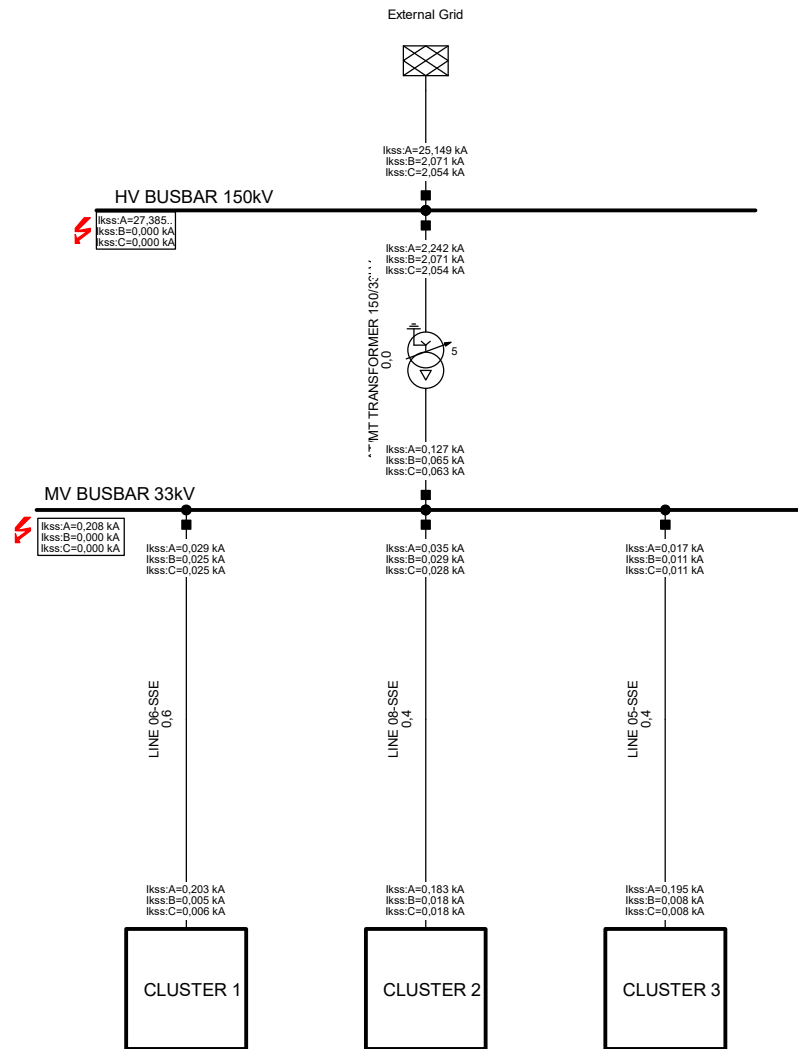 External Grid
Ikss:A=25,149 kA
Ikss:B=2,071 kA
Ikss:C=2,054 kA
HV BUSBAR 150kV
Ikss:A=27,385..
Ikss:B=0,000 kA
Ikss:C=0,000 kA
Ikss:A=2,242 kA
Ikss:B=2,071 kA
Ikss:C=2,054 kA
TRANSFORMER
0,0
5
Ikss:A=0,127 kA
Ikss:B=0,065 kA
Ikss:C=0,063 kA
MV BUSBAR 33kV
Ikss:A=0,208 kA
Ikss:B=0,000 kA
Ikss:C=0,000 kA
Ikss:A=0,029 kA
Ikss:B=0,025 kA
Ikss:C=0,025 kA
Ikss:A=0,035 kA
Ikss:B=0,029 kA
Ikss:C=0,028 kA
Ikss:A=0,017 kA
Ikss:B=0,011 kA
Ikss:C=0,011 kA
LINE 06-SSE
0,6
LINE 08-SSE
0,4
LINE 05-SSE
0,4
Ikss:A=0,203 kA
Ikss:B=0,005 kA
Ikss:C=0,006 kA
Ikss:A=0,183 kA
Ikss:B=0,018 kA
Ikss:C=0,018 kA
Ikss:A=0,195 kA
Ikss:B=0,008 kA
Ikss:C=0,008 kA
CLUSTER 1
CLUSTER 2
CLUSTER 3